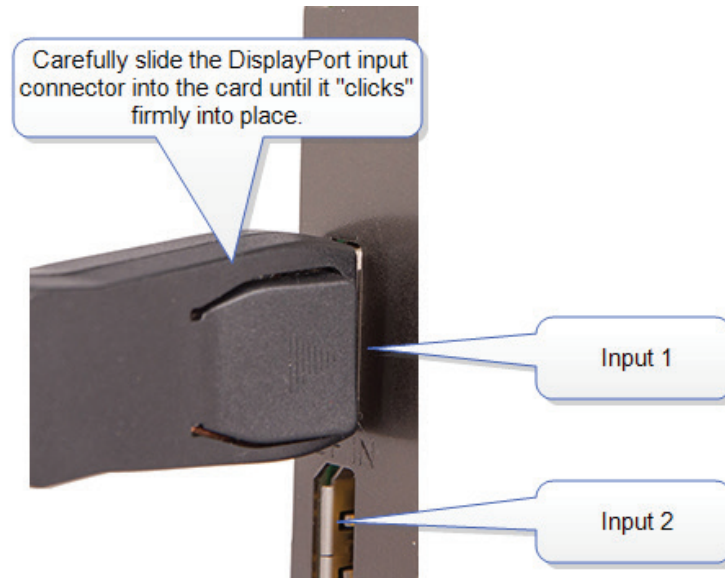 Carefully slide the DisplayPort input
connector into the card until it "clicks"
firmly into place.
Input 1
IN
Input 2